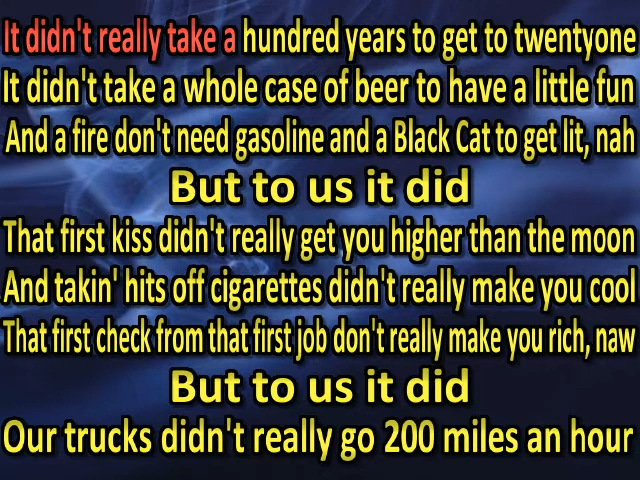 It didn't really take a hundred years to get to twentyone
It didn't take a whole case of beer to have a little fun
And a fire don't need gasoline and a Black Cat to get lit, nah
But to us it did
That first kiss didn't really get you higher than the moon
And takin' hits off cigarettes didn't really make you cool
That first check from that first job don't really make you rich, naw
But to us it did
Our trucks didn't really go 200 miles an hour